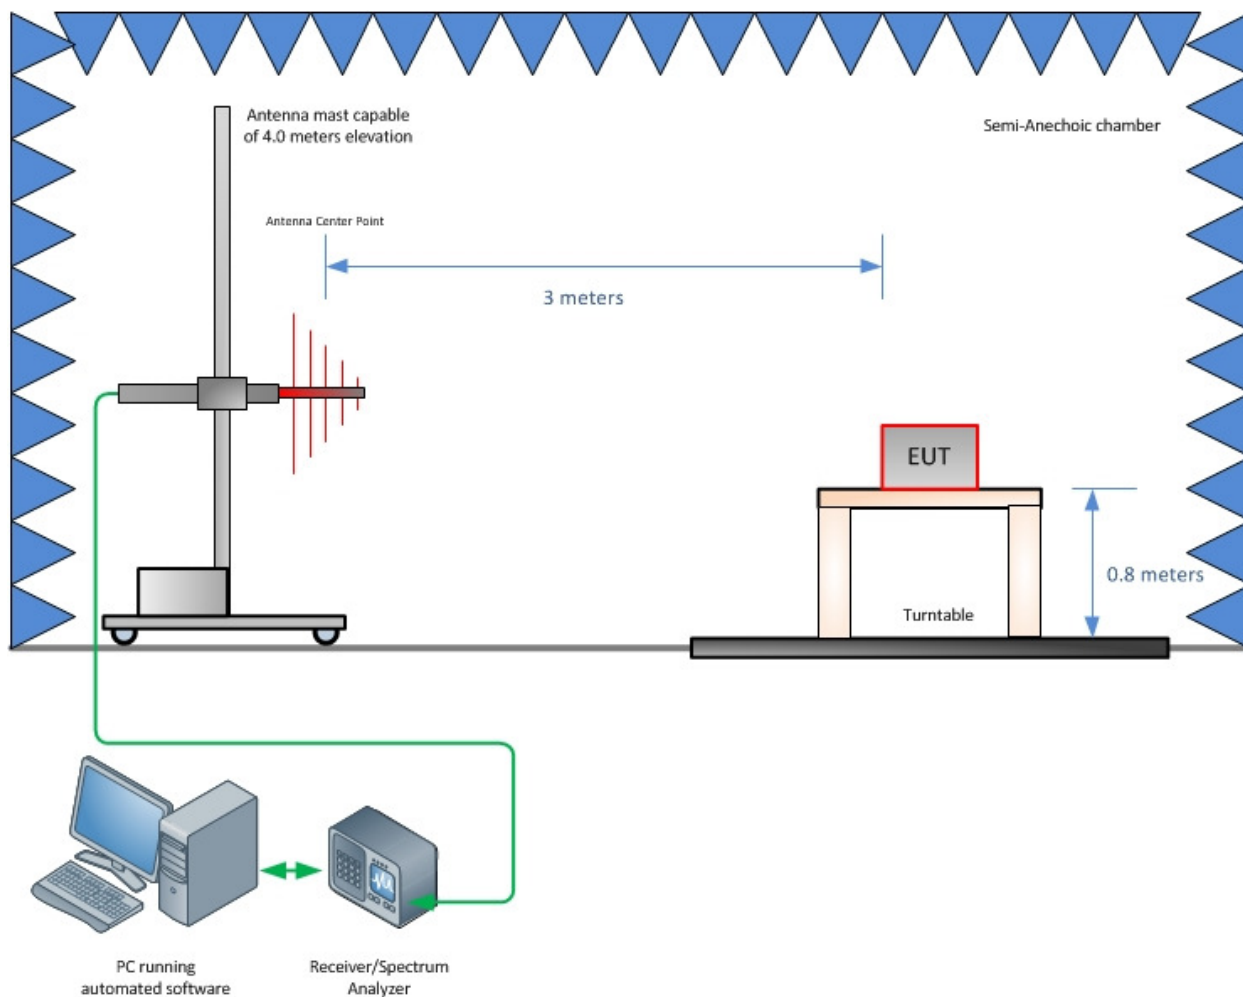 Antenna mast capable
of 4.0 meters elevation
Semi-Anechoic chamber
Antenna Center Point
3 meters
EUT
0.8 meters
Turntable
PC running
automated software
Receiver/Spectrum
Analyzer